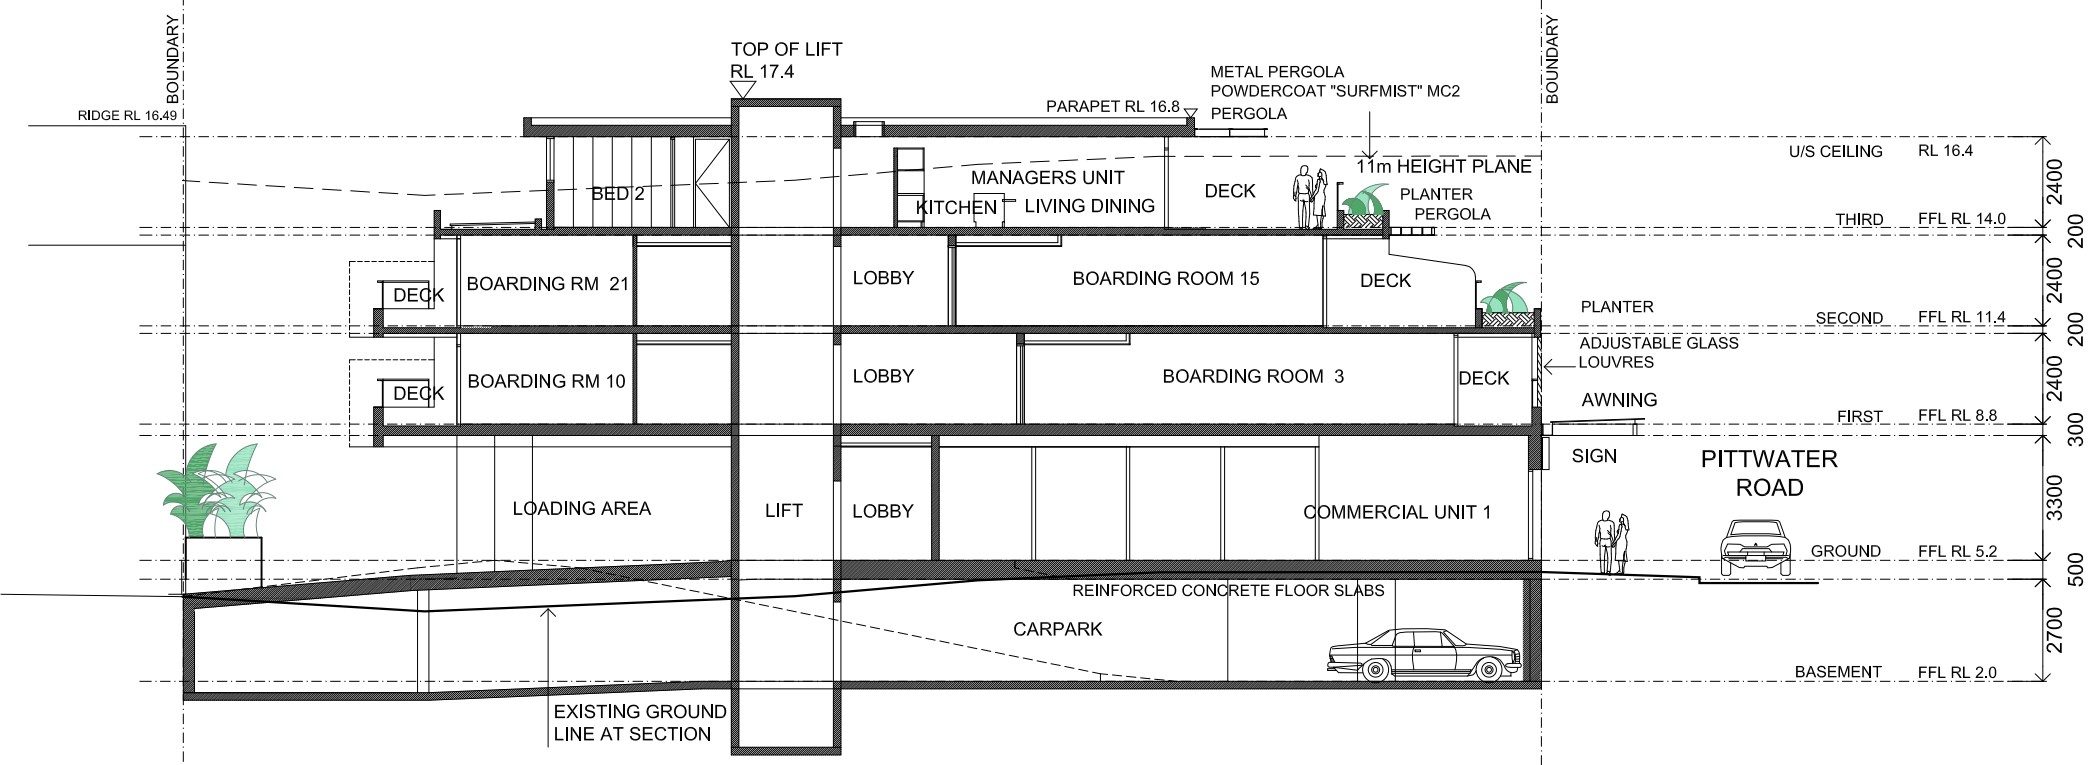 BOUNDARY
TOP OF LIFT
RL 17.4
METAL PERGOLA
POWDERCOAT "SURFMIST" MC2
PERGOLA
BOUNDARY
RIDGE RL 16.49
PARAPET RL 16.8
U/S CEILING RL 16.4
11m HEIGHT PLANE
2400
BED 2
MANAGERS UNIT
KITCHEN
LIVING DINING
DECK
PLANTER
PERGOLA
THIRD FFL RL 14.0
200
DECK
BOARDING RM 21
LOBBY
BOARDING ROOM 15
DECK
2400
PLANTER
SECOND FFL RL 11.4
200
ADJUSTABLE GLASS
LOUVRES
DECK
BOARDING RM 10
LOBBY
BOARDING ROOM 3
DECK
2400
AWNING
FIRST FFL RL 8.8
300
SIGN
PITTWATER
ROAD
LOADING AREA
LIFT
LOBBY
COMMERCIAL UNIT 1
3300
GROUND FFL RL 5.2
500
REINFORCED CONCRETE FLOOR SLABS
CARPARK
2700
BASEMENT FFL RL 2.0
EXISTING GROUND
LINE AT SECTION